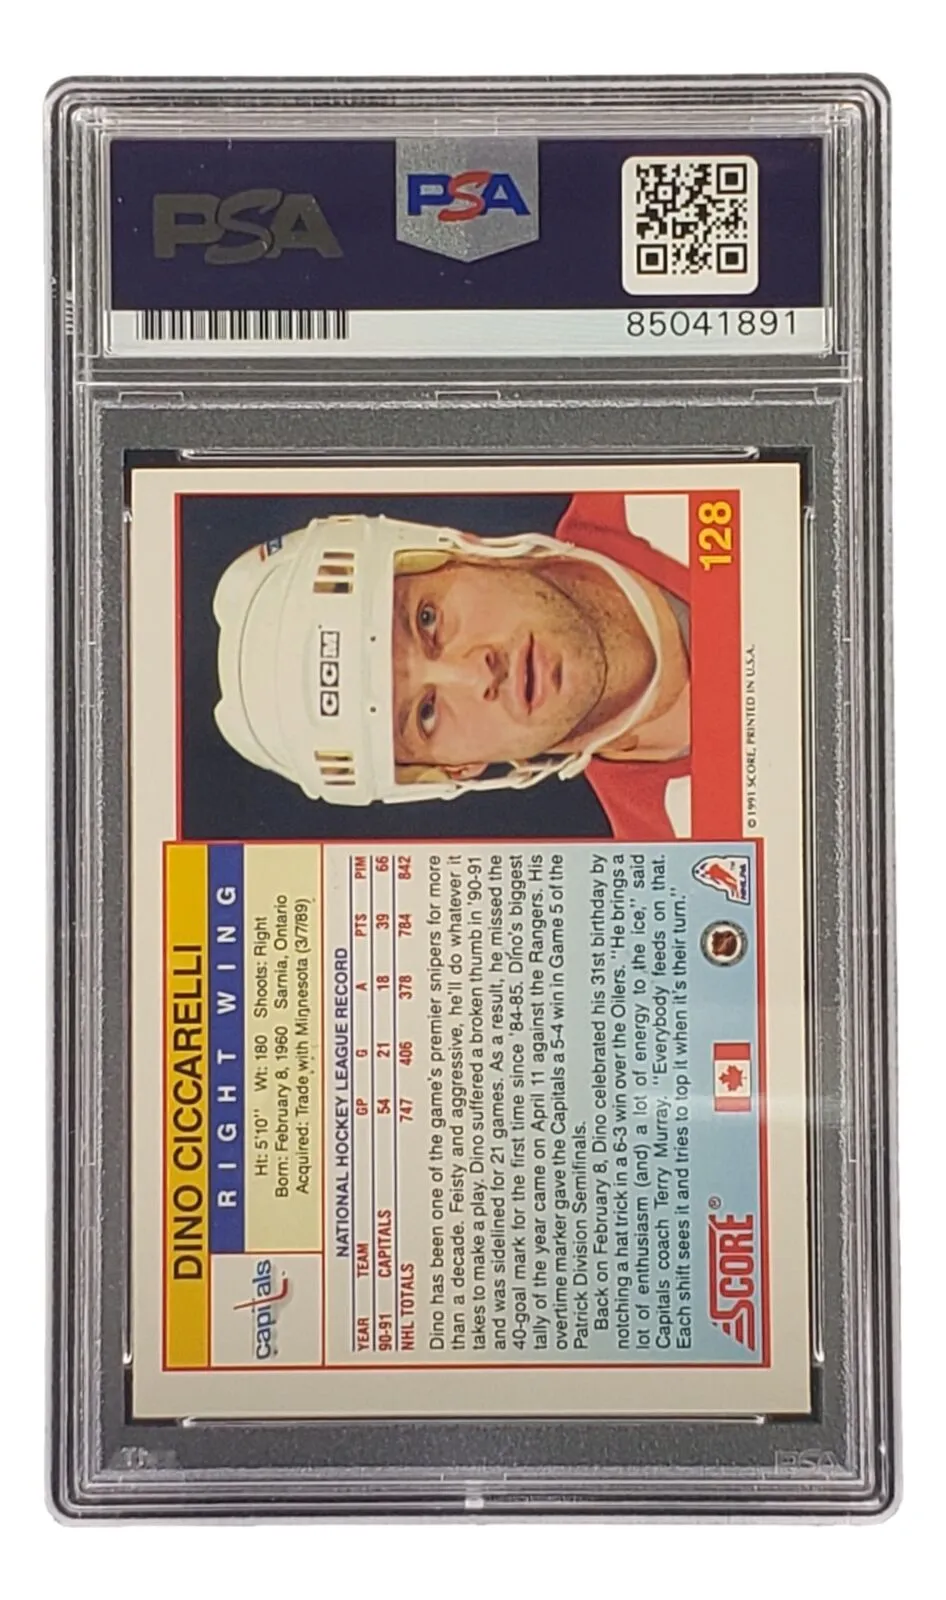 PSA
PSA
85041891
128
CCM
© 1991 SCORE, PRINTED IN U.S.A.
DINO CICCARELLI
RIGHT WING
capitals
Ht: 5'10" Wt: 180 Shoots: Right
Born: February 8, 1960 Sarnia, Ontario
Acquired: Trade with Minnesota (3/7/89)
NATIONAL HOCKEY LEAGUE RECORD
YEAR TEAM GP G A PTS PIM
90-91 CAPITALS 54 21 18 39 66
NHL TOTALS 747 406 378 784 842
Dino has been one of the game's premier snipers for more
than a decade. Feisty and aggressive, he'll do whatever it
takes to make a play. Dino suffered a broken thumb in '90-91
and was sidelined for 21 games. As a result, he missed the
40-goal mark for the first time since '84-85. Dino's biggest
tally of the year came on April 11 against the Rangers. His
overtime marker gave the Capitals a 5-4 win in Game 5 of the
Patrick Division Semifinals.
Back on February 8, Dino celebrated his 31st birthday by
notching a hat trick in a 6-3 win over the Oilers. "He brings a
lot of enthusiasm (and) a lot of energy to the ice," said
Capitals coach Terry Murray. "Everybody feeds on that.
Each shift sees it and tries to top it when it's their turn."
SCORE®
NHLPA
PSA